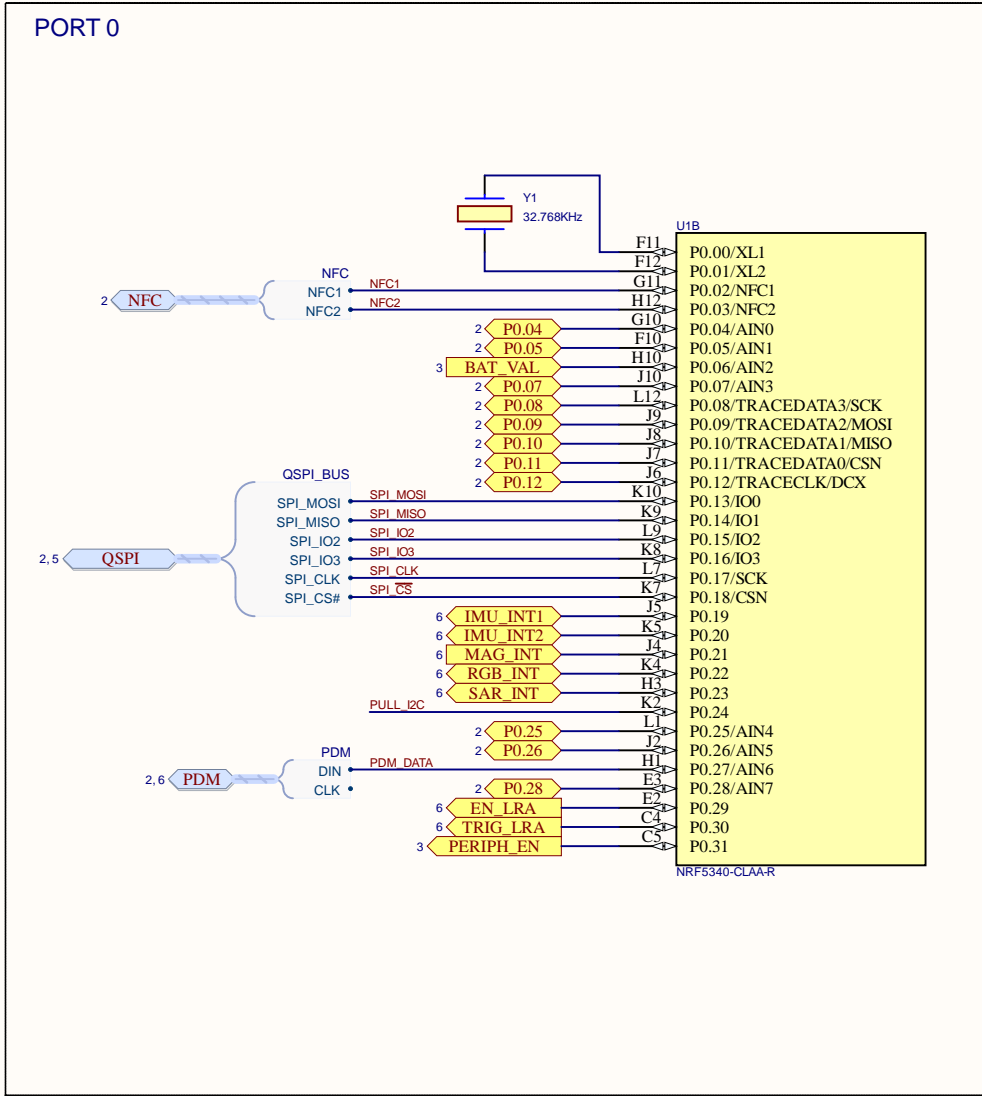 PORT 0
Y1
32.768KHz
U1B
F11 P0.00/XL1
F12 P0.01/XL2
NFC
2 NFC NFC1 NFC1 G11 P0.02/NFC1
NFC2 NFC2 H12 P0.03/NFC2
2 P0.04 G10 P0.04/AIN0
2 P0.05 F10 P0.05/AIN1
3 BAT_VAL H10 P0.06/AIN2
2 P0.07 J10 P0.07/AIN3
2 P0.08 L12 P0.08/TRACEDATA3/SCK
2 P0.09 J9 P0.09/TRACEDATA2/MOSI
2 P0.10 J8 P0.10/TRACEDATA1/MISO
2 P0.11 J7 P0.11/TRACEDATA0/CSN
2 P0.12 J6 P0.12/TRACECLK/DCX
QSPI_BUS
SPI_MOSI SPI_MOSI K10 P0.13/IO0
SPI_MISO SPI_MISO K9 P0.14/IO1
SPI_IO2 SPI_IO2 L9 P0.15/IO2
2, 5 QSPI SPI_IO3 SPI_IO3 K8 P0.16/IO3
SPI_CLK SPI_CLK L7 P0.17/SCK
SPI_CS# SPI_CS K7 P0.18/CSN
6 IMU_INT1 J5 P0.19
6 IMU_INT2 K5 P0.20
6 MAG_INT J4 P0.21
6 RGB_INT K4 P0.22
6 SAR_INT H3 P0.23
PULL_I2C K2 P0.24
2 P0.25 L1 P0.25/AIN4
2 P0.26 J2 P0.26/AIN5
PDM
DIN PDM_DATA H1 P0.27/AIN6
2, 6 PDM
CLK 2 P0.28 E3 P0.28/AIN7
6 EN_LRA E2 P0.29
6 TRIG_LRA C4 P0.30
3 PERIPH_EN C5 P0.31
NRF5340-CLAA-R